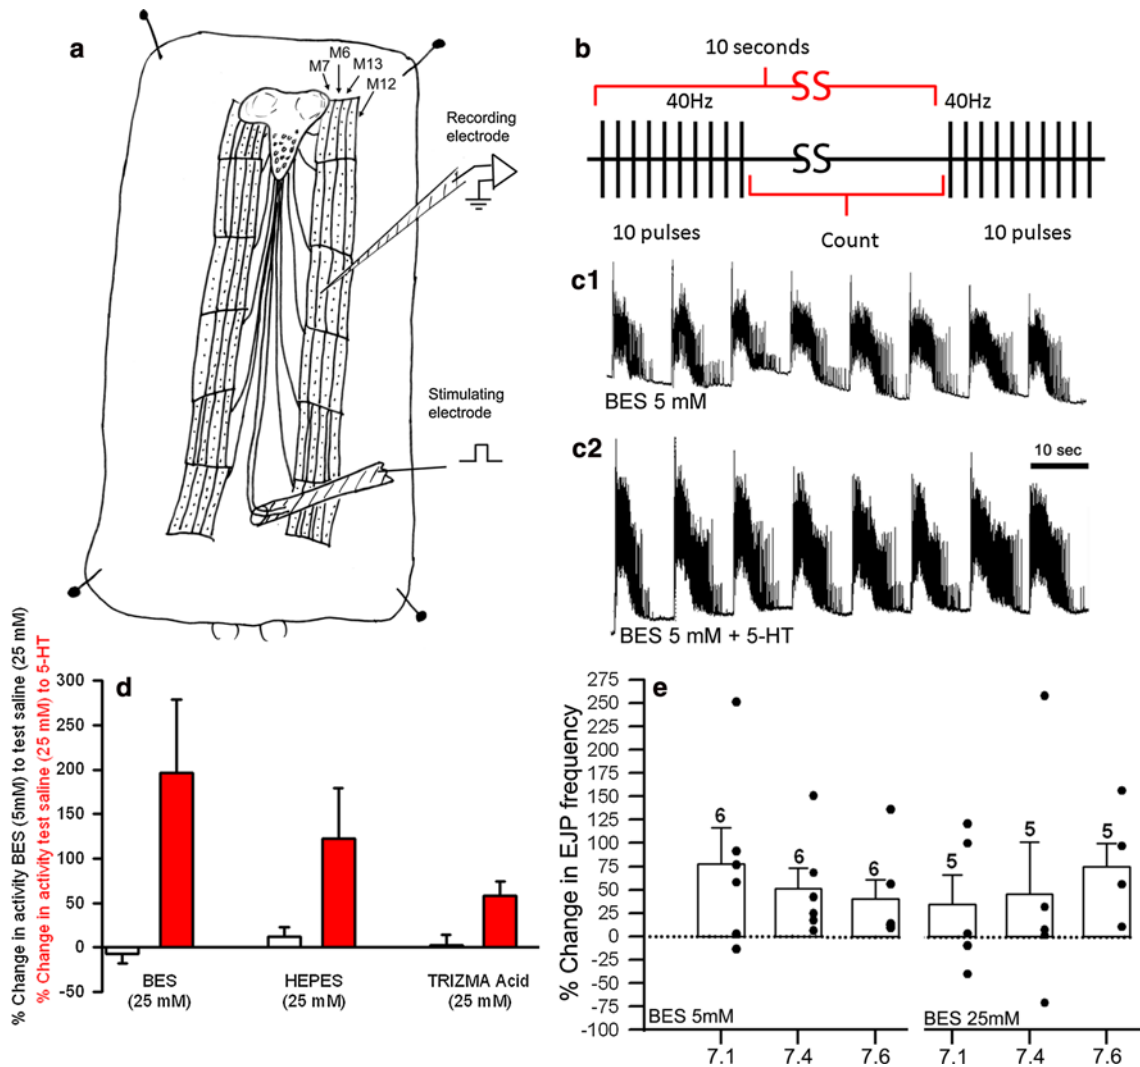 a
M7
M6
M13
M12
Recording
electrode
Stimulating
electrode
b
10 seconds
SS
40Hz
40Hz
SS
10 pulses
Count
10 pulses
c1
BES 5 mM
c2
10 sec
BES 5 mM + 5-HT
d
% Change in activity BES (5mM) to test saline (25 mM)
% Change in activity test saline (25 mM) to 5-HT
300
250
200
150
100
50
0
-50
BES
(25 mM)
HEPES
(25 mM)
TRIZMA Acid
(25 mM)
e
% Change in EJP frequency
275
250
225
200
175
150
125
100
75
50
25
0
-25
-50
-75
-100
6
6
6
5
5
5
BES 5mM
BES 25mM
7.1
7.4
7.6
7.1
7.4
7.6